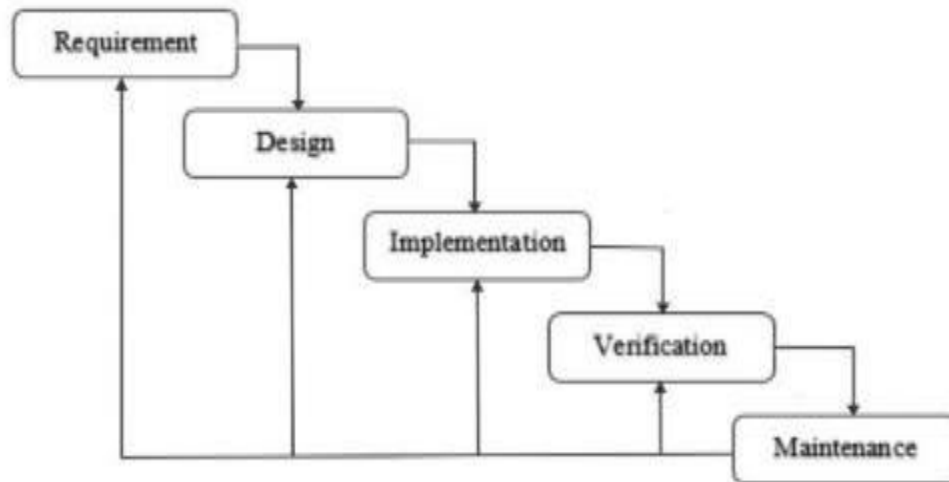 Requirement
Design
Implementation
Verification
Maintenance